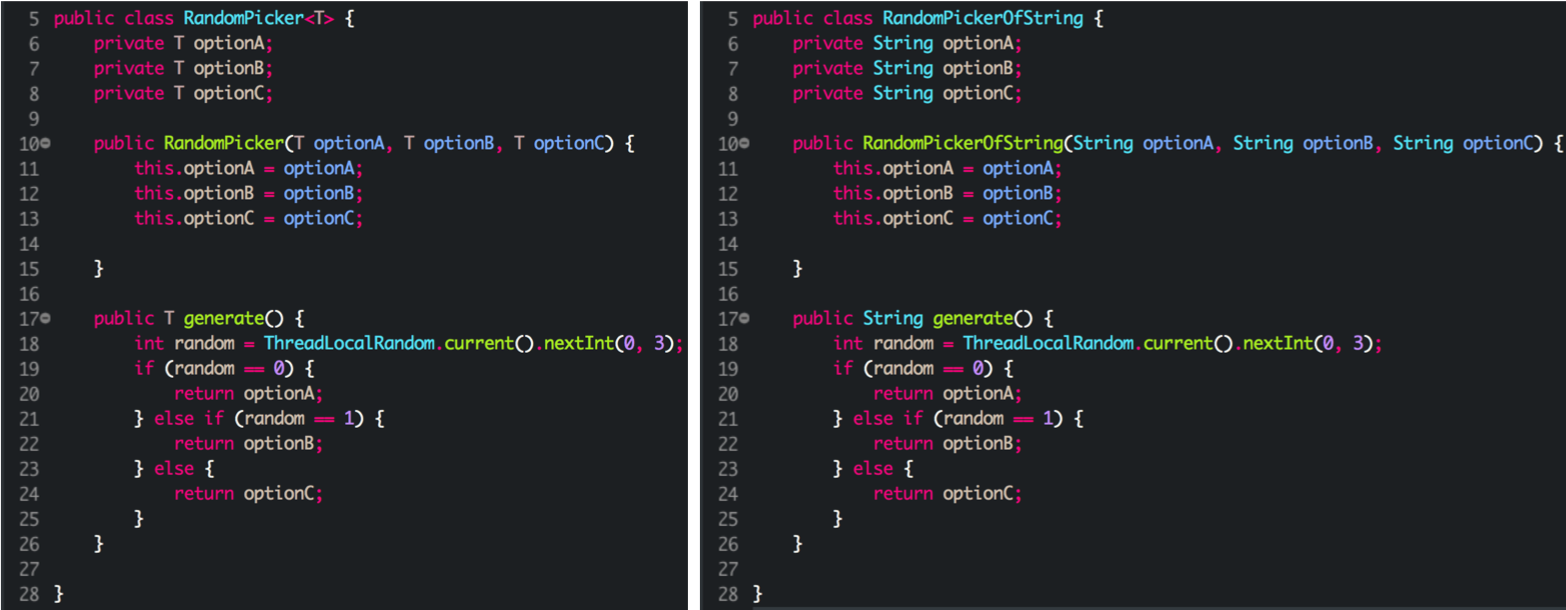 5 public class RandomPicker<T> {
6     private T optionA;
7     private T optionB;
8     private T optionC;
9
10     public RandomPicker(T optionA, T optionB, T optionC) {
11         this.optionA = optionA;
12         this.optionB = optionB;
13         this.optionC = optionC;
14
15     }
16
17     public T generate() {
18         int random = ThreadLocalRandom.current().nextInt(0, 3);
19         if (random == 0) {
20             return optionA;
21         } else if (random == 1) {
22             return optionB;
23         } else {
24             return optionC;
25         }
26     }
27
28 }
5 public class RandomPickerOfString {
6     private String optionA;
7     private String optionB;
8     private String optionC;
9
10     public RandomPickerOfString(String optionA, String optionB, String optionC) {
11         this.optionA = optionA;
12         this.optionB = optionB;
13         this.optionC = optionC;
14
15     }
16
17     public String generate() {
18         int random = ThreadLocalRandom.current().nextInt(0, 3);
19         if (random == 0) {
20             return optionA;
21         } else if (random == 1) {
22             return optionB;
23         } else {
24             return optionC;
25         }
26     }
27
28 }